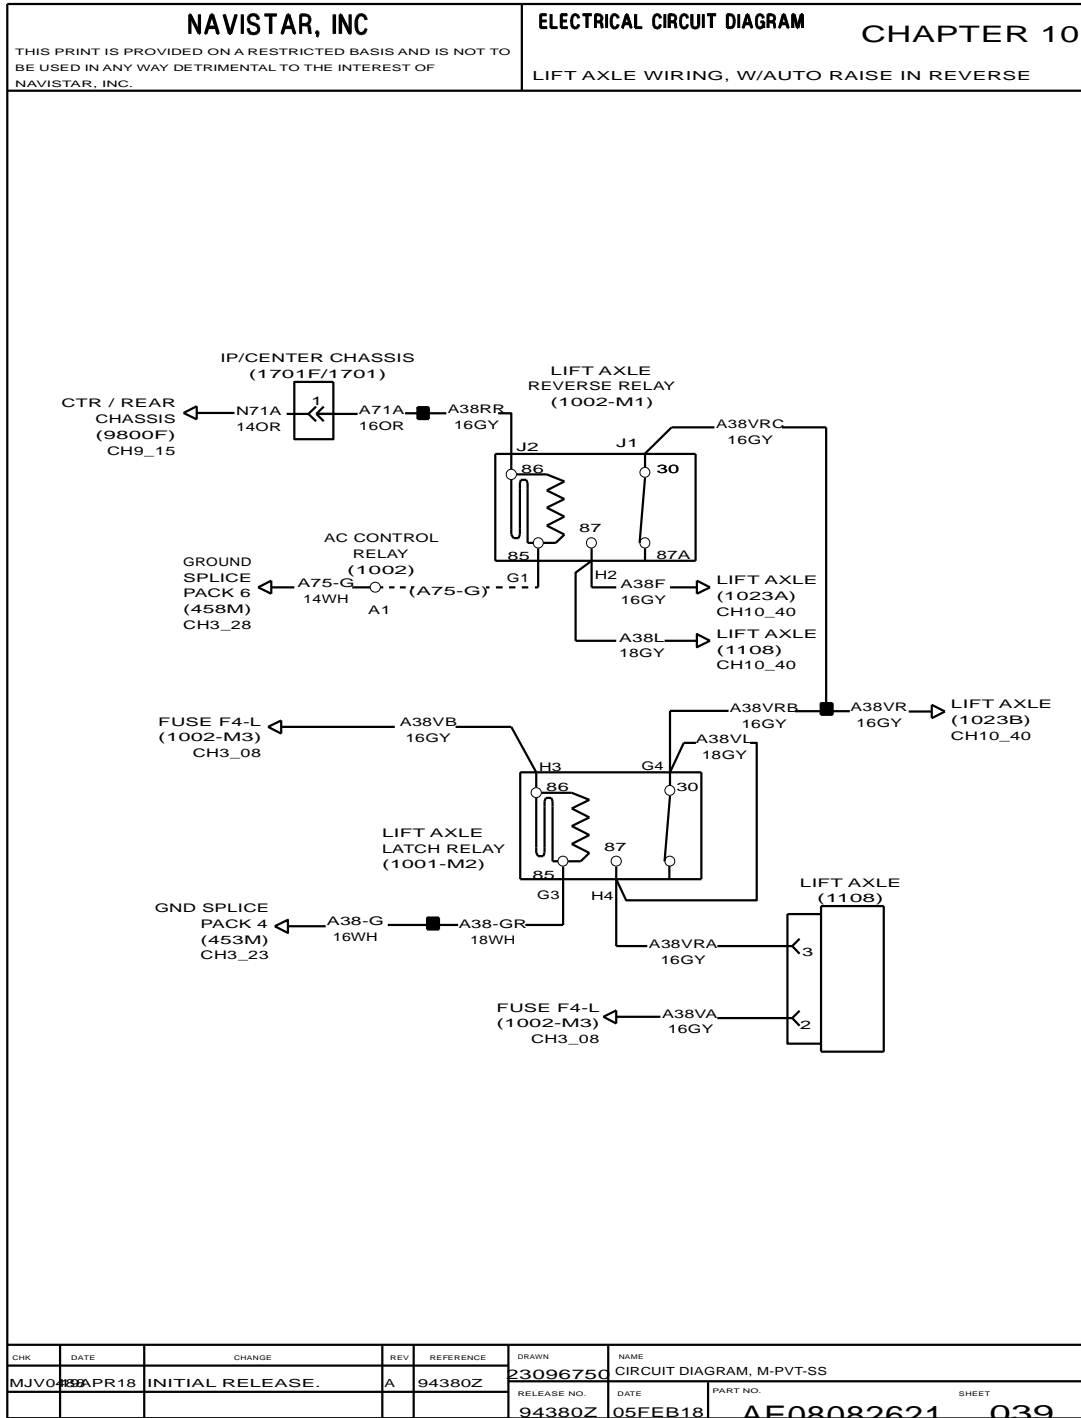 NAVISTAR, INC
THIS PRINT IS PROVIDED ON A RESTRICTED BASIS AND IS NOT TO
BE USED IN ANY WAY DETRIMENTAL TO THE INTEREST OF
NAVISTAR, INC.
ELECTRICAL CIRCUIT DIAGRAM
CHAPTER 10
LIFT AXLE WIRING, W/AUTO RAISE IN REVERSE
IP/CENTER CHASSIS
(1701F/1701)
1
CTR / REAR
CHASSIS
(9800F)
CH9_15
N71A
14OR
A71A
16OR
A38RR
16GY
LIFT AXLE
REVERSE RELAY
(1002-M1)
J2
J1
86
30
87
85
87A
G1
H2
A38VRC
16GY
AC CONTROL
RELAY
(1002)
GROUND
SPLICE
PACK 6
(458M)
CH3_28
A75-G
14WH
A1
(A75-G)
A38F
16GY
LIFT AXLE
(1023A)
CH10_40
A38L
18GY
LIFT AXLE
(1108)
CH10_40
A38VRB
16GY
A38VR
16GY
LIFT AXLE
(1023B)
CH10_40
FUSE F4-L
(1002-M3)
CH3_08
A38VB
16GY
A38VL
18GY
H3
G4
86
30
87
85
G3
H4
LIFT AXLE
LATCH RELAY
(1001-M2)
GND SPLICE
PACK 4
(453M)
CH3_23
A38-G
16WH
A38-GR
18WH
LIFT AXLE
(1108)
A38VRA
16GY
3
FUSE F4-L
(1002-M3)
CH3_08
A38VA
16GY
2
CHK DATE CHANGE REV REFERENCE
APR18 INITIAL RELEASE. A 94380Z
DRAWN
23096750
NAME
CIRCUIT DIAGRAM, M-PVT-SS
RELEASE NO.
94380Z
DATE
05FEB18
PART NO.
AE08082621
SHEET
039